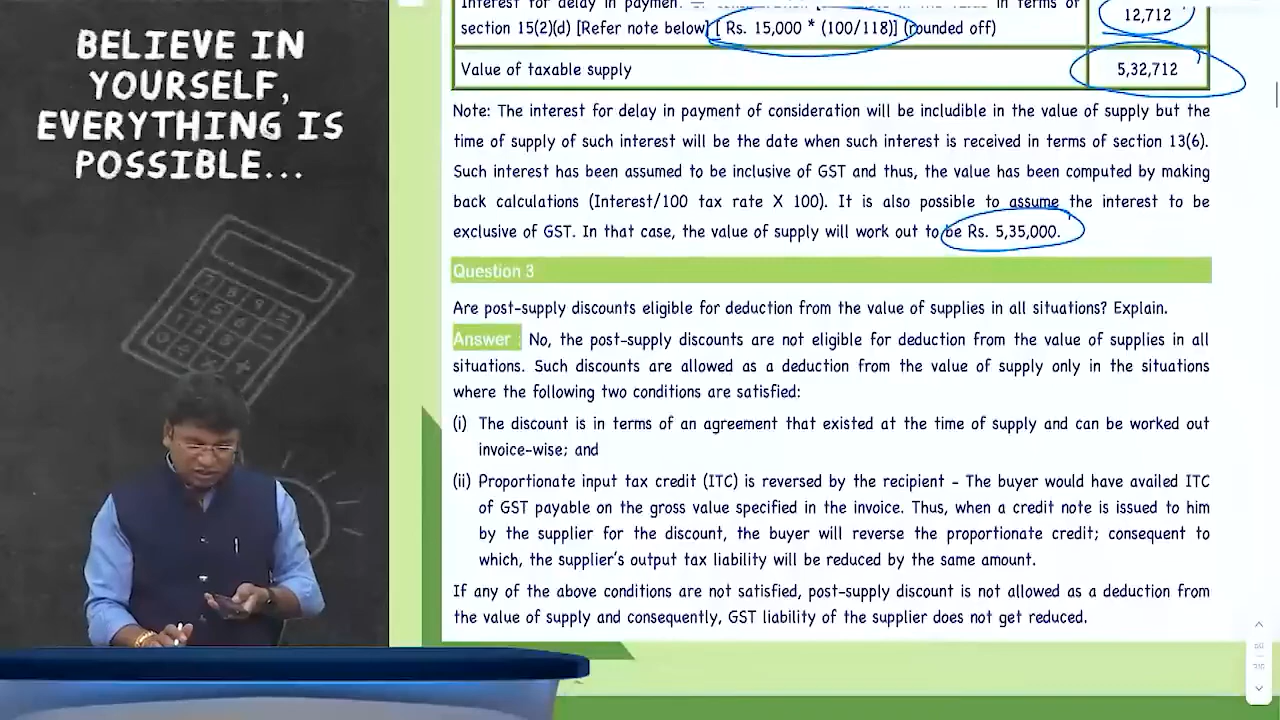 BELIEVE IN
YOURSELF,
EVERYTHING IS
POSSIBLE...
Interest for delay in payment of consideration in the value in terms of
section 15(2)(d) [Refer note below] [ Rs. 15,000 * (100/118)] (rounded off)
12,712
Value of taxable supply
5,32,712
Note: The interest for delay in payment of consideration will be includible in the value of supply but the
time of supply of such interest will be the date when such interest is received in terms of section 13(6).
Such interest has been assumed to be inclusive of GST and thus, the value has been computed by making
back calculations (Interest/100 tax rate X 100). It is also possible to assume the interest to be
exclusive of GST. In that case, the value of supply will work out to be Rs. 5,35,000.
Question 3
Are post-supply discounts eligible for deduction from the value of supplies in all situations? Explain.
Answer : No, the post-supply discounts are not eligible for deduction from the value of supplies in all
situations. Such discounts are allowed as a deduction from the value of supply only in the situations
where the following two conditions are satisfied:
(i) The discount is in terms of an agreement that existed at the time of supply and can be worked out
invoice-wise; and
(ii) Proportionate input tax credit (ITC) is reversed by the recipient - The buyer would have availed ITC
of GST payable on the gross value specified in the invoice. Thus, when a credit note is issued to him
by the supplier for the discount, the buyer will reverse the proportionate credit; consequent to
which, the supplier's output tax liability will be reduced by the same amount.
If any of the above conditions are not satisfied, post-supply discount is not allowed as a deduction from
the value of supply and consequently, GST liability of the supplier does not get reduced.